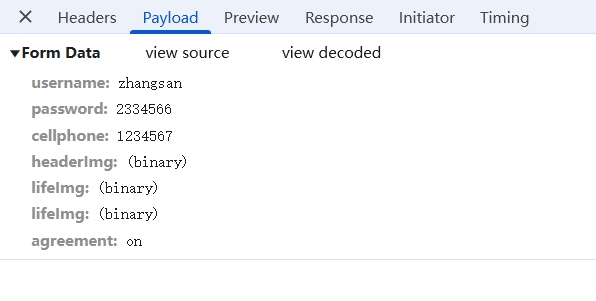 Headers Payload Preview Response Initiator Timing
Form Data view source view decoded
username: zhangsan
password: 2334566
cellphone: 1234567
headerImg: (binary)
lifeImg: (binary)
lifeImg: (binary)
agreement: on